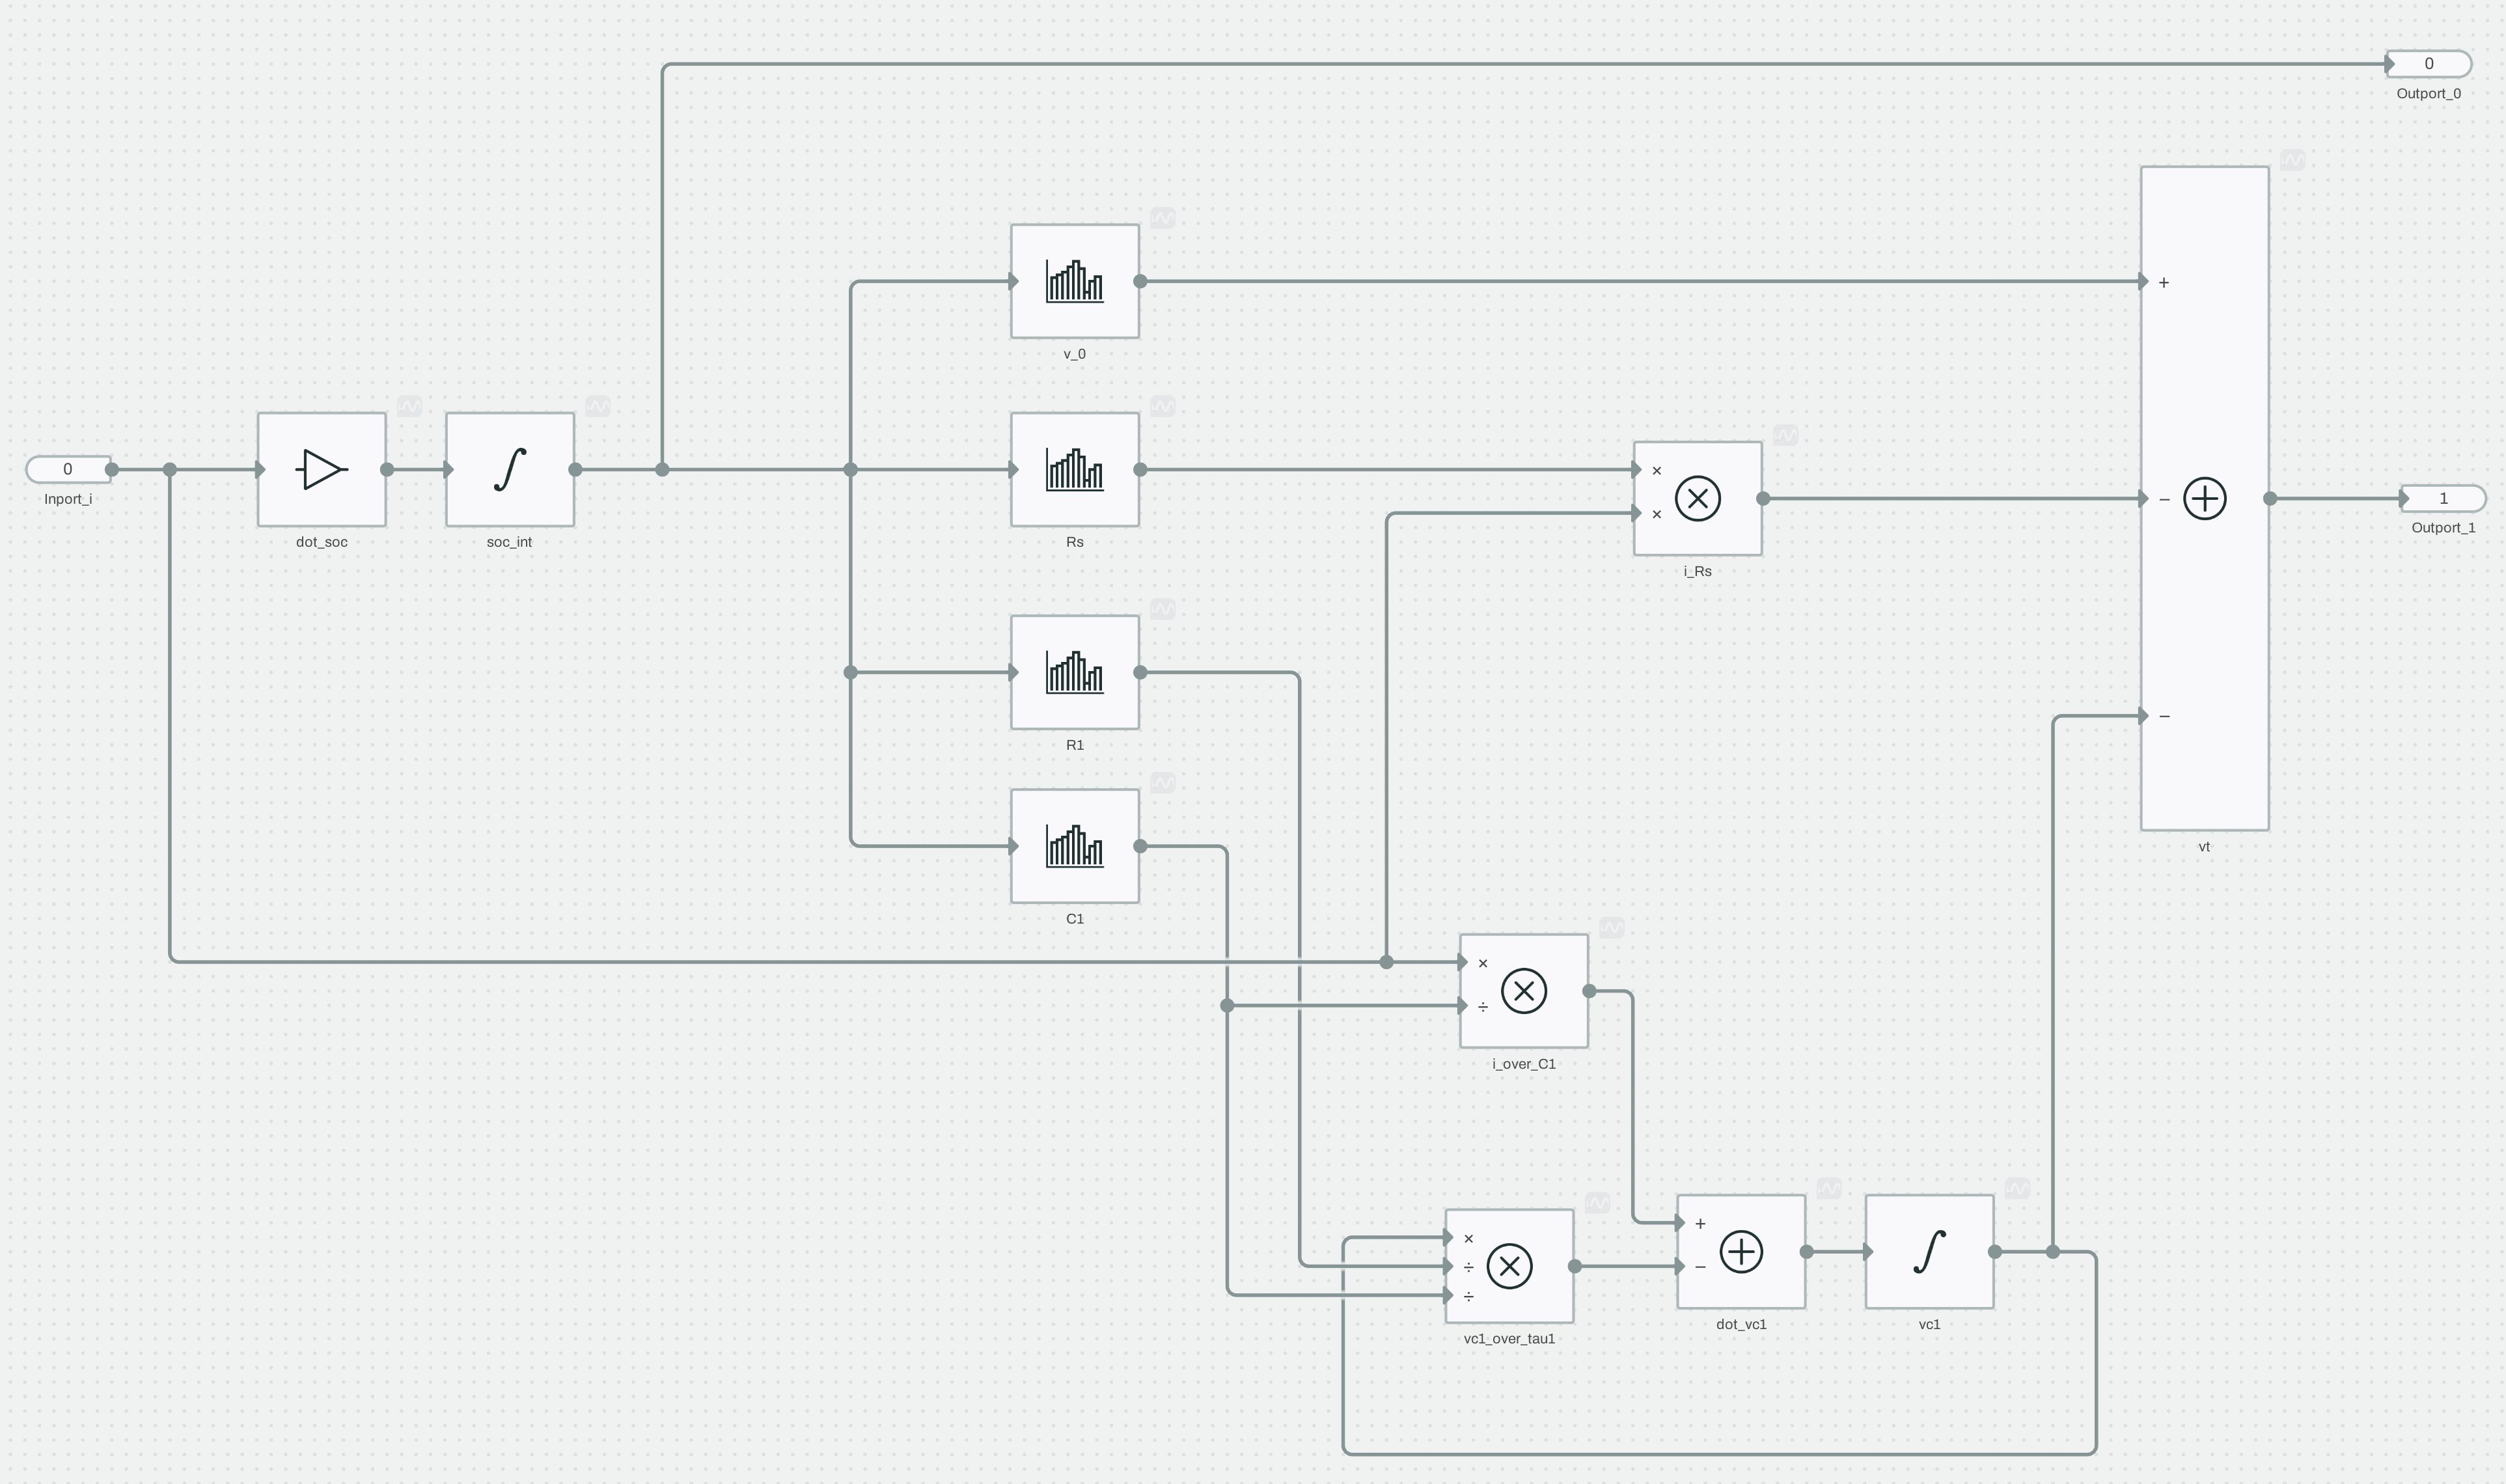 0
Outport_0
+
v_0
0
Inport_i
dot_soc
soc_int
Rs
×
×
i_Rs
−
1
Outport_1
R1
−
vt
C1
×
÷
i_over_C1
×
÷
÷
vc1_over_tau1
+
−
dot_vc1
vc1